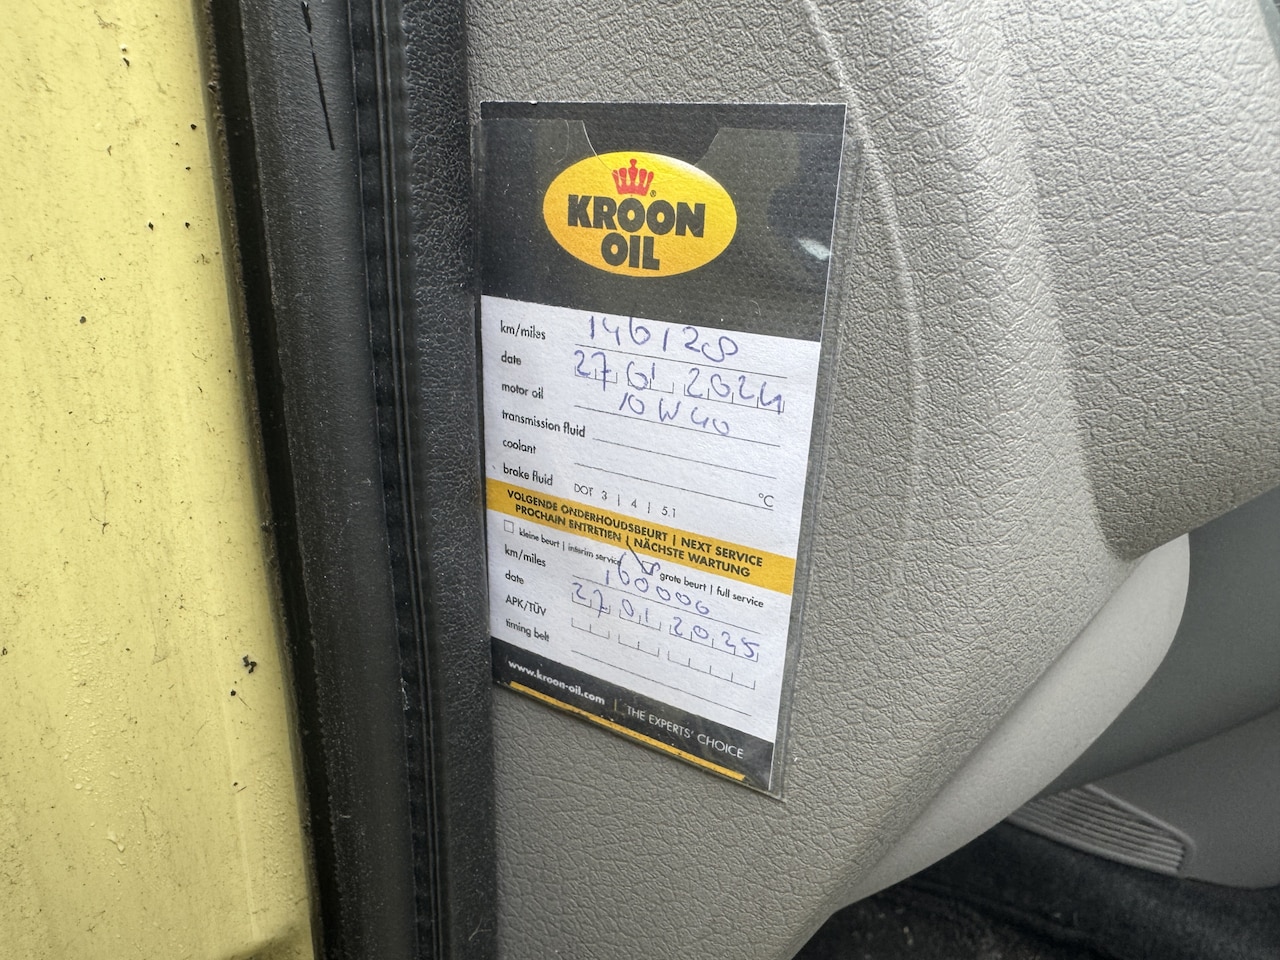 KROON
OIL
km/miles 146128
date 27 01 2024
motor oil 10W40
transmission fluid
coolant °C
brake fluid DOT 3 | 4 | 5.1
VOLGENDE ONDERHOUDSBEURT | NEXT SERVICE
PROCHAIN ENTRETIEN | NÄCHSTE WARTUNG
kleine beurt | interim service grote beurt | full service
km/miles 160000
date 27 01 2025
APK/TÜV
timing belt
www.kroon-oil.com | THE EXPERTS' CHOICE